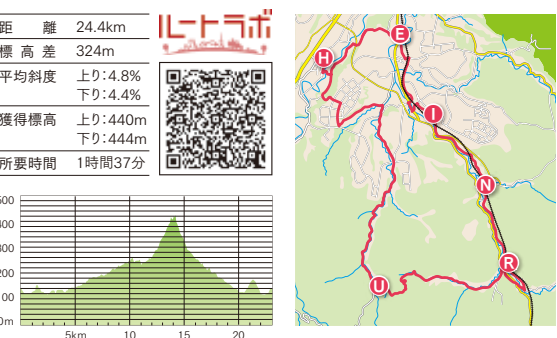 距離 24.4km
標高差 324m
平均斜度 上り:4.8%
下り:4.4%
獲得標高 上り:440m
下り:444m
所要時間 1時間37分
ルートラボ
500
400
300
200
100
0m
5km 10 15 20
E
H
I
N
R
U